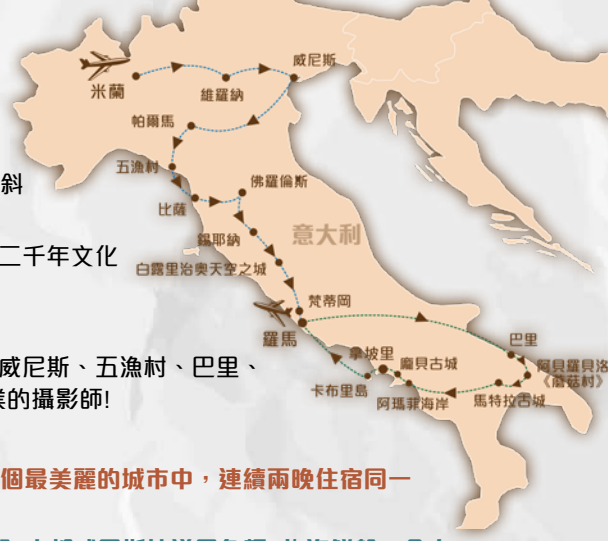 威尼斯
米蘭
維羅納
帕爾馬
五漁村
斜
佛羅倫斯
比薩
錫耶納
意大利
二千年文化
白露里治奧天空之城
梵蒂岡
羅馬
巴里
拿坡里
龐貝古城
威尼斯、五漁村、巴里、
阿貝羅貝洛
《蘑菇村》
卡布里島
阿瑪菲海岸
馬特拉古城
的攝影師!
個最美麗的城市中，連續兩晚住宿同一